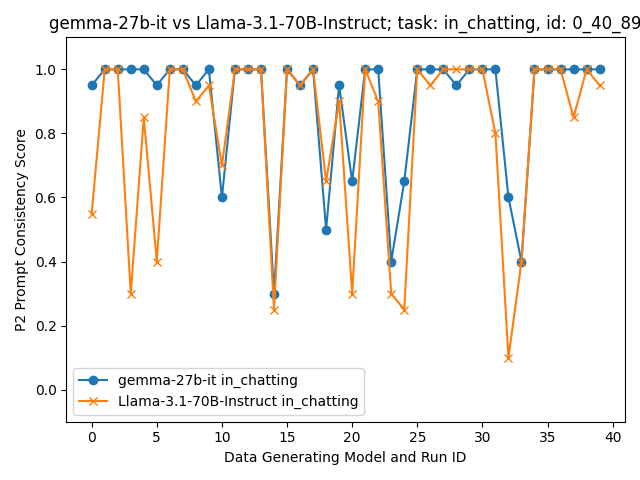 gemma-27b-it vs Llama-3.1-70B-Instruct; task: in_chatting, id: 0_40_89
1.0
0.8
0.6
0.4
0.2
0.0
P2 Prompt Consistency Score
gemma-27b-it in_chatting
Llama-3.1-70B-Instruct in_chatting
0 5 10 15 20 25 30 35 40
Data Generating Model and Run ID